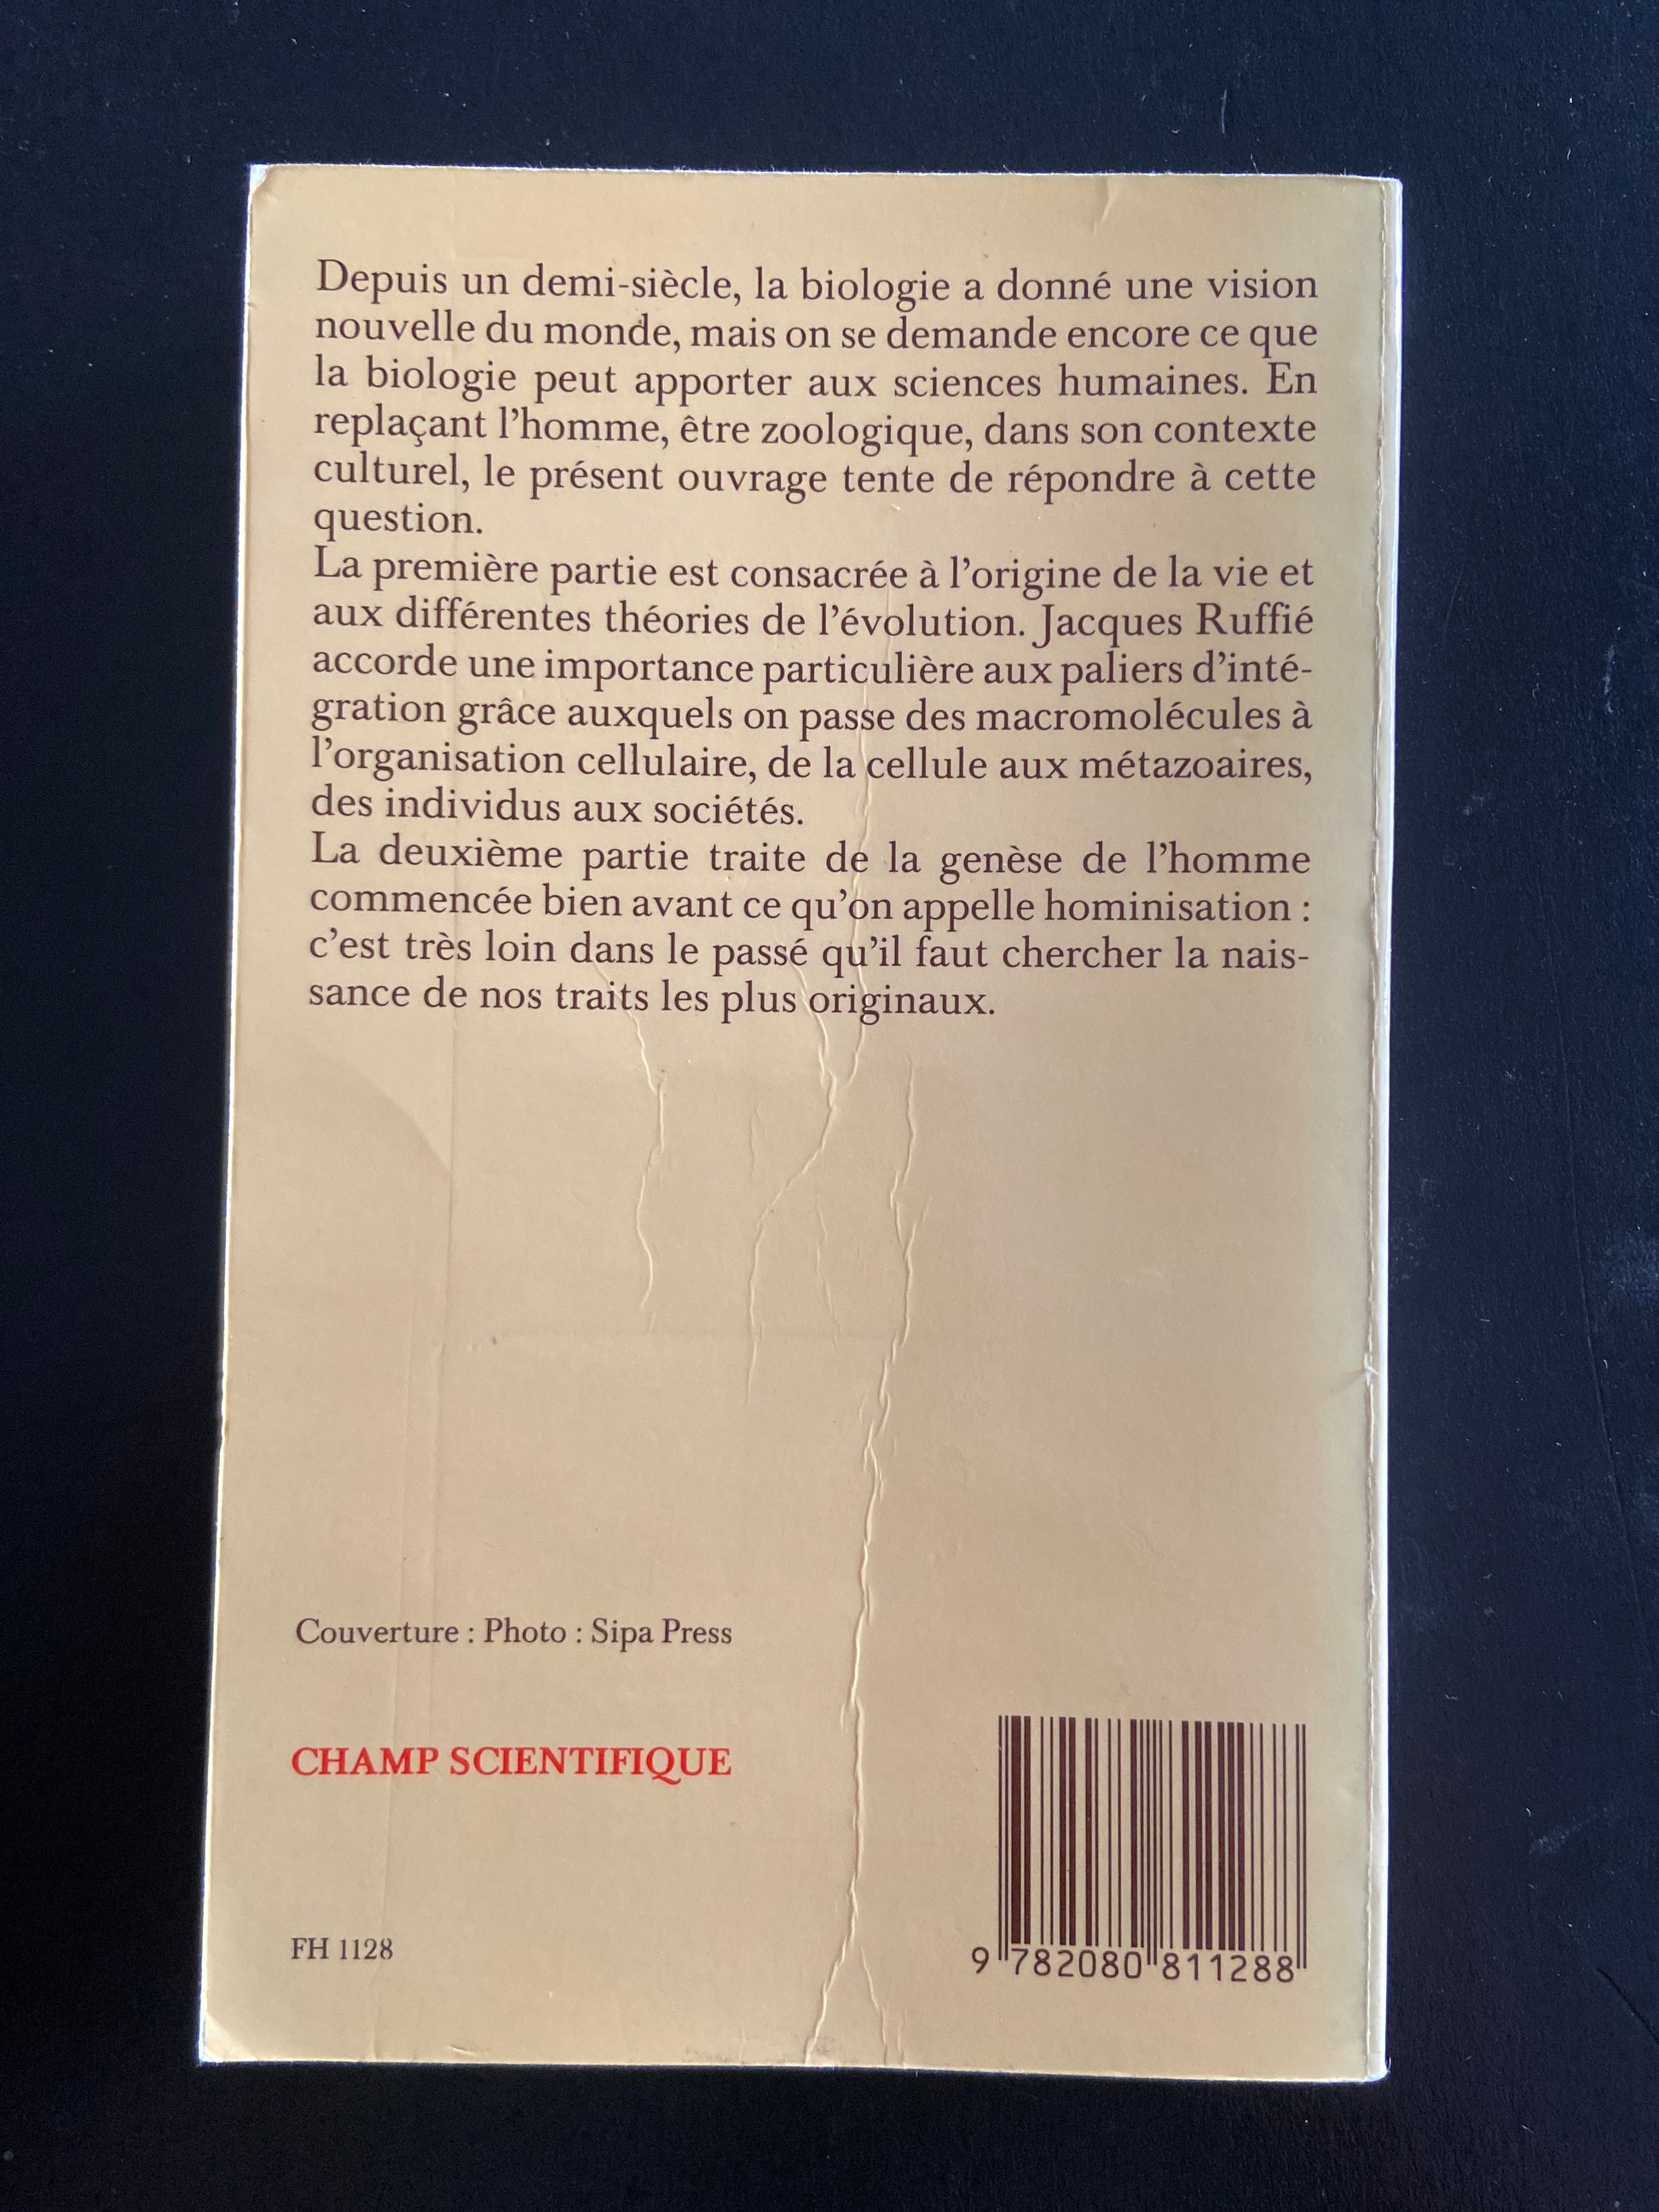 Depuis un demi-siècle, la biologie a donné une vision
nouvelle du monde, mais on se demande encore ce que
la biologie peut apporter aux sciences humaines. En
replaçant l'homme, être zoologique, dans son contexte
culturel, le présent ouvrage tente de répondre à cette
question.
La première partie est consacrée à l'origine de la vie et
aux différentes théories de l'évolution. Jacques Ruffié
accorde une importance particulière aux paliers d'inté-
gration grâce auxquels on passe des macromolécules à
l'organisation cellulaire, de la cellule aux métazoaires,
des individus aux sociétés.
La deuxième partie traite de la genèse de l'homme
commencée bien avant ce qu'on appelle hominisation :
c'est très loin dans le passé qu'il faut chercher la nais-
sance de nos traits les plus originaux.
Couverture : Photo : Sipa Press
CHAMP SCIENTIFIQUE
FH 1128
9 782080 811288